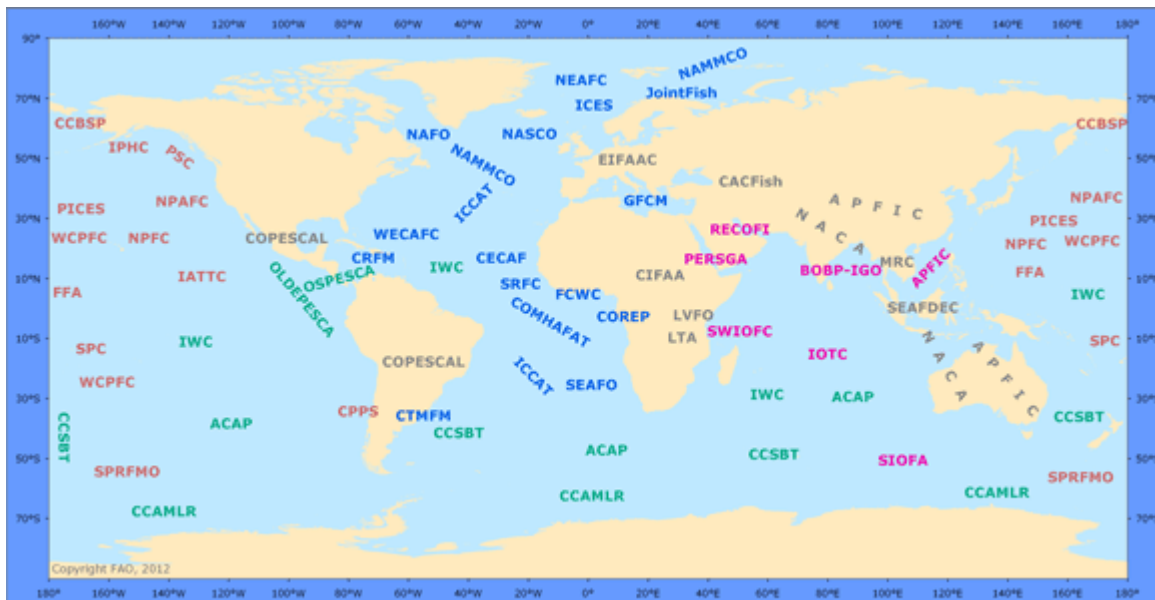 160°W 140°W 120°W 100°W 80°W 60°W 40°W 20°W 0° 20°E 40°E 60°E 80°E 100°E 120°E 140°E 160°E 180°
90°
NAMMCO
NEAFC
JointFish
70°N
70°N
ICES
CCBSP
CCBSP
NAFO
NASCO
IPHC
PSC
50°N
50°N
NAMMCO
EIFAAC
CACFish
ICCAT
GFCM
APFIC
NPAFC
NPAFC
PICES
PICES
30°N
30°N
NACA
RECOFI
WCPFC
NPFC
COPESCAL
WECAFC
NPFC
WCPFC
CRFM
CECAF
PERSGA
MRC
APFIC
IATTC
OLDEPESCA
OSPESCA
IWC
SRFC
CIFAA
BOBP-IGO
FFA
10°N
10°N
FFA
FCWC
IWC
COMHAFAT
COREP
LVFO
SEAFDEC
LTA
SWIOFC
10°S
10°S
IWC
SPC
SPC
IOTC
NACA
APFIC
WCPFC
COPESCAL
ICCAT
SEAFO
IWC
ACAP
30°S
30°S
CCSBT
ACAP
CPPS
CTMFM
CCSBT
CCSBT
ACAP
CCSBT
SIOFA
50°S
50°S
SPRFMO
SPRFMO
CCAMLR
CCAMLR
CCAMLR
70°S
70°S
Copyright FAO, 2012
180° 160°W 140°W 120°W 100°W 80°W 60°W 40°W 20°W 0° 20°E 40°E 60°E 80°E 100°E 120°E 140°E 160°E 180°